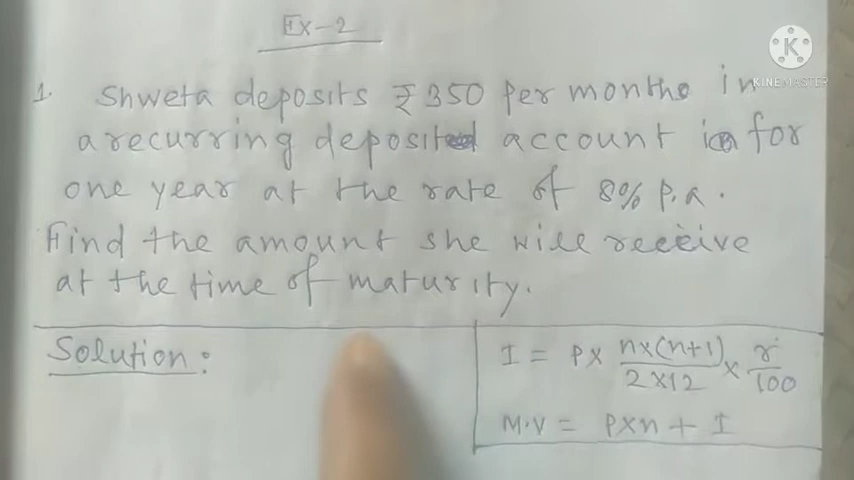 Ex-2
K
KINEMASTER
1. Shweta deposits ₹350 per months in
a recurring deposit account for
one year at the rate of 8% P.a.
Find the amount she will receive
at the time of maturity.
Solution:
I = P× n×(n+1)/2×12 × r/100
M.V = P×n + I